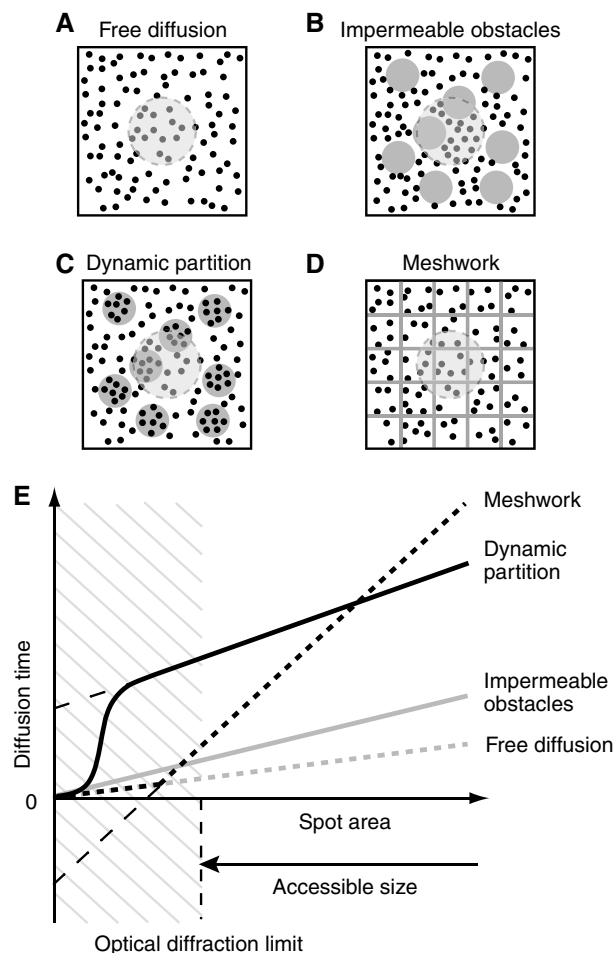 A Free diffusion
B Impermeable obstacles
C Dynamic partition
D Meshwork
E
Meshwork
Dynamic
partition
Impermeable
obstacles
Free diffusion
Diffusion time
0
Spot area
Accessible size
Optical diffraction limit